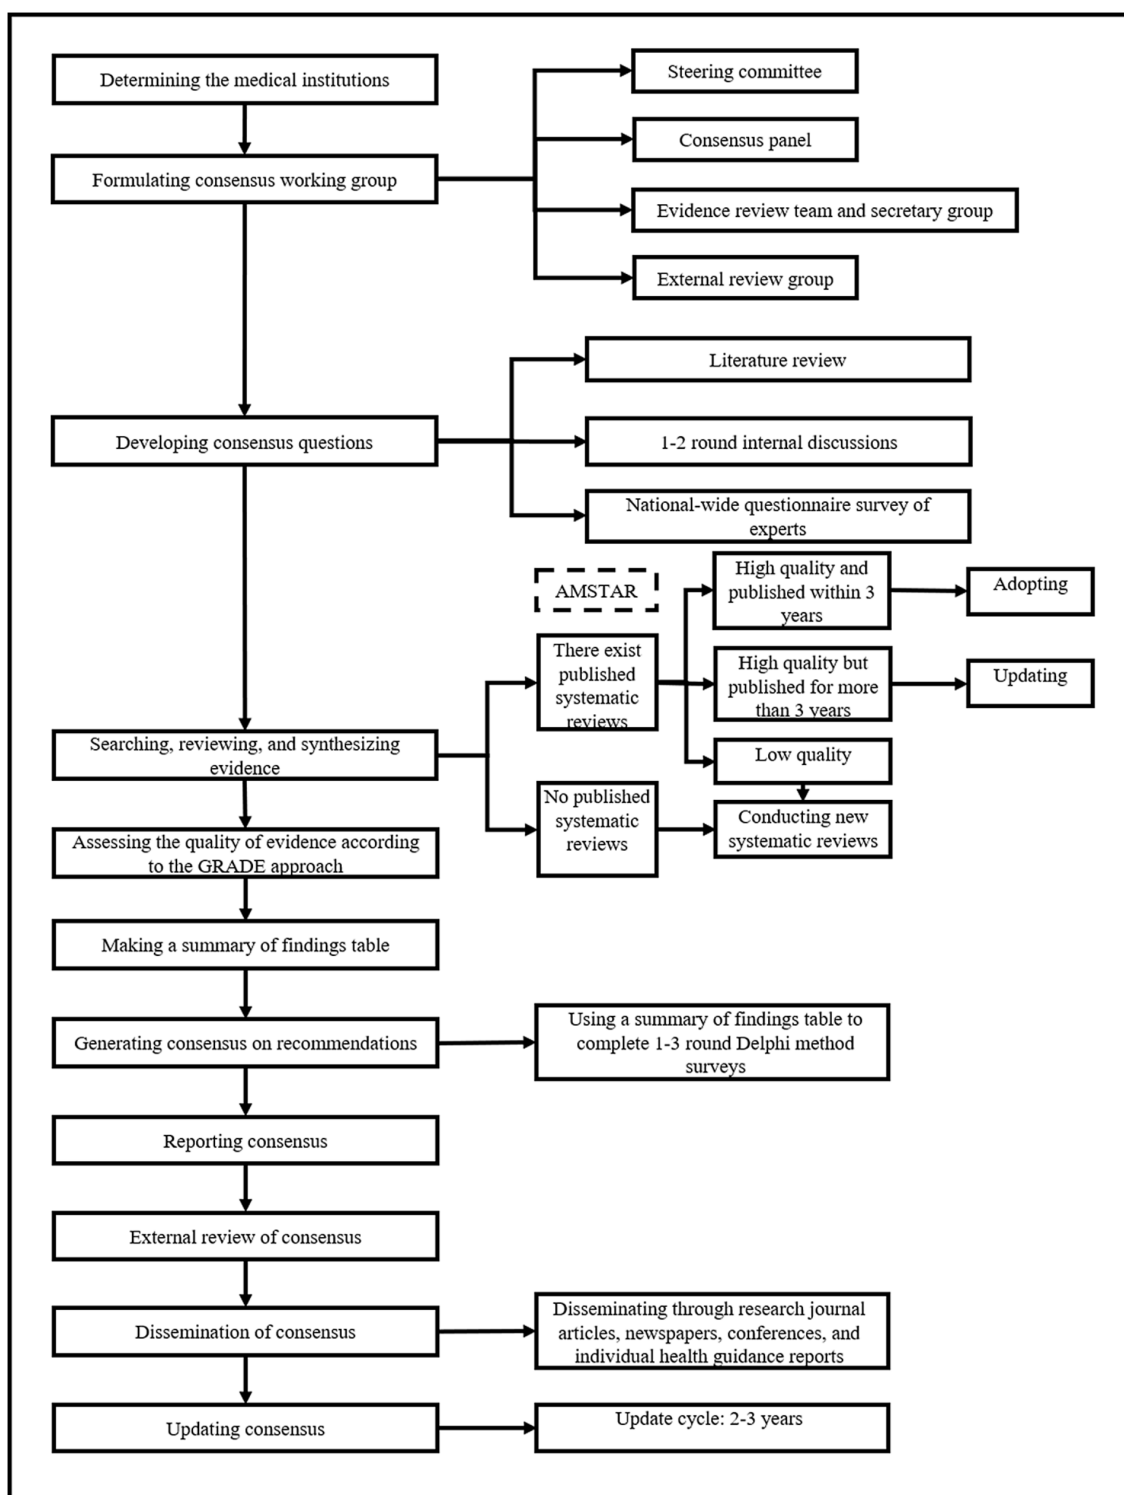 Determining the medical institutions
Formulating consensus working group
Steering committee
Consensus panel
Evidence review team and secretary group
External review group
Developing consensus questions
Literature review
1-2 round internal discussions
National-wide questionnaire survey of
experts
Searching, reviewing, and synthesizing
evidence
AMSTAR
There exist
published
systematic
reviews
High quality and
published within 3
years
Adopting
High quality but
published for more
than 3 years
Updating
Low quality
No published
systematic
reviews
Conducting new
systematic reviews
Assessing the quality of evidence according
to the GRADE approach
Making a summary of findings table
Generating consensus on recommendations
Using a summary of findings table to
complete 1-3 round Delphi method
surveys
Reporting consensus
External review of consensus
Dissemination of consensus
Disseminating through research journal
articles, newspapers, conferences, and
individual health guidance reports
Updating consensus
Update cycle: 2-3 years